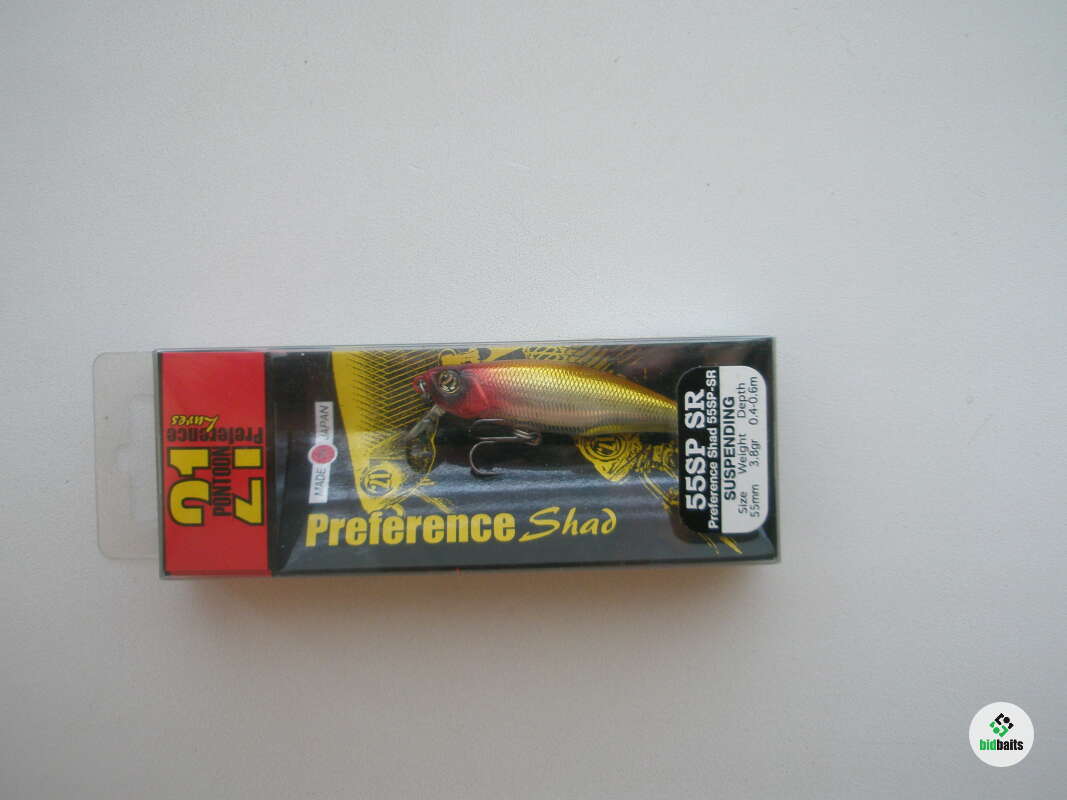 Preference
Lures
21
PONTOON
MADE JAPAN
Preference Shad
55SP SR
Preference Shad 55SP-SR
SUSPENDING
Size Weight Depth
55mm 3.8gr 0.4-0.6m
bidbaits